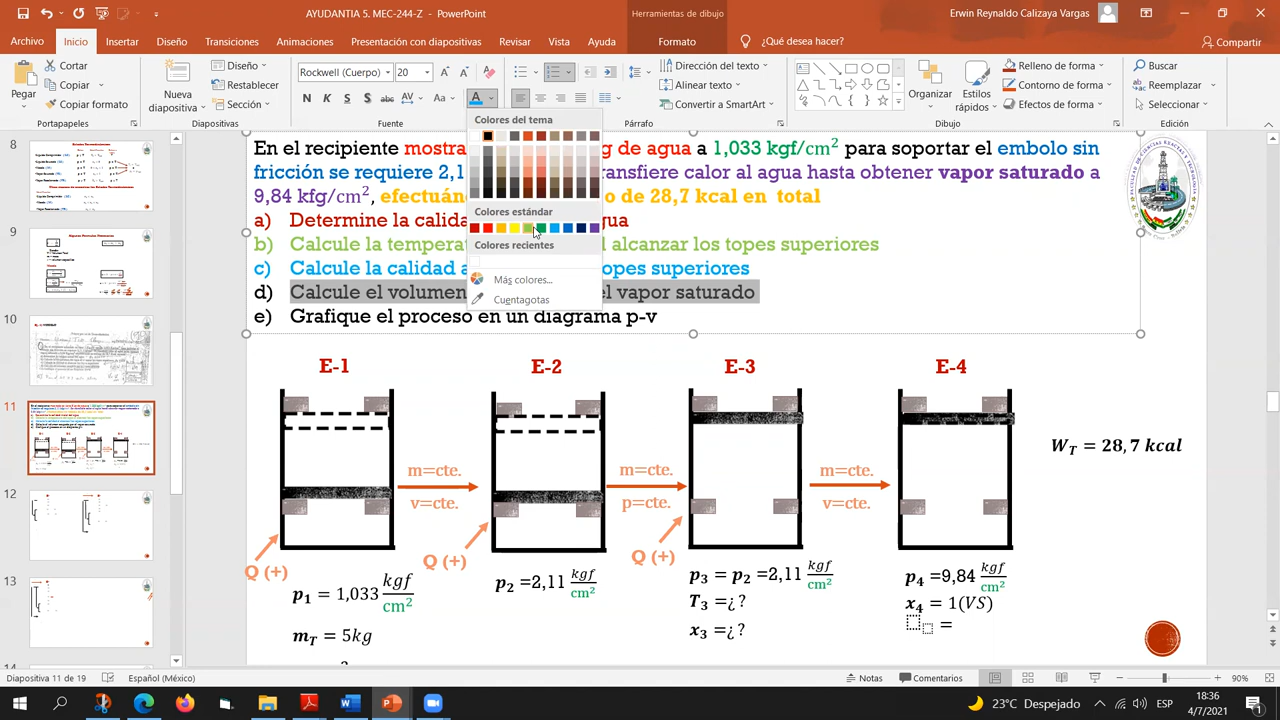 AYUDANTIA 5. MEC-244-Z - PowerPoint
Herramientas de dibujo
Erwin Reynaldo Calizaya Vargas
Archivo Inicio Insertar Diseño Transiciones Animaciones Presentación con diapositivas Revisar Vista Ayuda Formato ¿Qué desea hacer? Compartir
Pegar
Cortar
Copiar
Copiar formato
Portapapeles
Nueva
diapositiva
Diseño
Restablecer
Sección
Diapositivas
Rockwell (Cuerpo) 20
N K S S abc AV Aa A
Fuente
Dirección del texto
Alinear texto
Convertir a SmartArt
Párrafo
Organizar
Estilos
rápidos
Relleno de forma
Contorno de forma
Efectos de forma
Dibujo
Buscar
Reemplazar
Seleccionar
Edición
Colores del tema
Colores estándar
Colores recientes
Más colores...
Cuentagotas
8
9
10
11
12
13
14
En el recipiente mostra g de agua a 1,033 kgf/cm² para soportar el embolo sin
fricción se requiere 2,1 ransfiere calor al agua hasta obtener vapor saturado a
9,84 kfg/cm², efectuán o de 28,7 kcal en total
a) Determine la calida gua
b) Calcule la temperat l alcanzar los topes superiores
c) Calcule la calidad a opes superiores
d) Calcule el volumen el vapor saturado
e) Grafique el proceso en un diagrama p-v
E-1 E-2 E-3 E-4
m=cte.
v=cte.
m=cte.
p=cte.
m=cte.
v=cte.
Q (+)
Q (+)
Q (+)
W_T = 28,7 kcal
p₁ = 1,033 kgf/cm²
m_T = 5kg
p₂ =2,11 kgf/cm²
p₃ = p₂ =2,11 kgf/cm²
T₃ =¿?
x₃ =¿?
p₄ =9,84 kgf/cm²
x₄ = 1(VS)
=
Diapositiva 11 de 19 Español (México) Notas Comentarios 90%
23°C Despejado ESP 18:36
4/7/2021